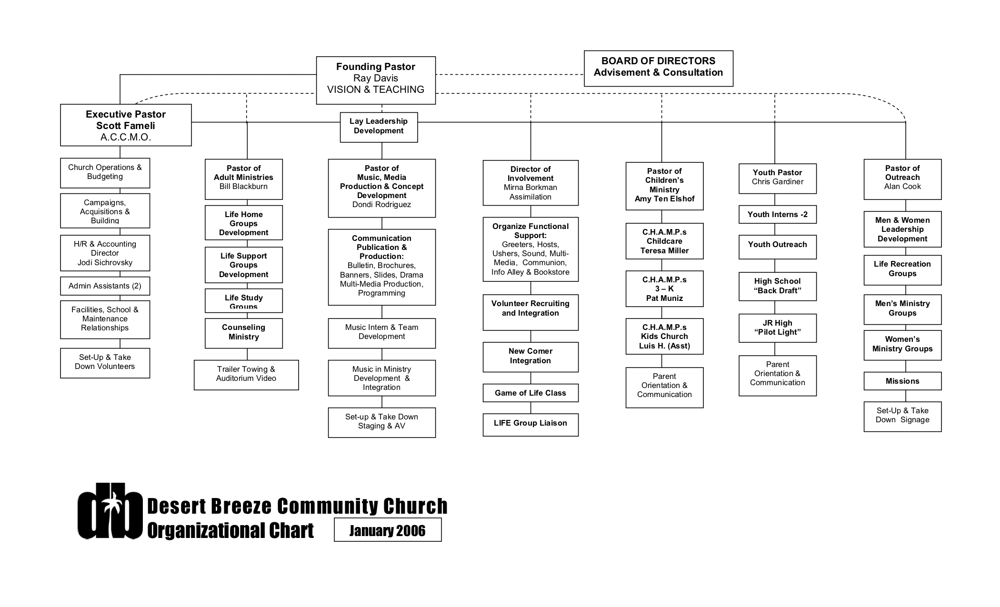 Founding Pastor
Ray Davis
VISION & TEACHING
BOARD OF DIRECTORS
Advisement & Consultation
Executive Pastor
Scott Fameli
A.C.C.M.O.
Lay Leadership
Development
Church Operations &
Budgeting
Campaigns,
Acquisitions &
Building
H/R & Accounting
Director
Jodi Sichrovsky
Admin Assistants (2)
Facilities, School &
Maintenance
Relationships
Set-Up & Take
Down Volunteers
Pastor of
Adult Ministries
Bill Blackburn
Life Home
Groups
Development
Life Support
Groups
Development
Life Study
Groups
Counseling
Ministry
Trailer Towing &
Auditorium Video
Pastor of
Music, Media
Production & Concept
Development
Dondi Rodriguez
Communication
Publication &
Production:
Bulletin, Brochures,
Banners, Slides, Drama
Multi-Media Production,
Programming
Music Intern & Team
Development
Music in Ministry
Development  &
Integration
Set-up & Take Down
Staging & AV
Director of
Involvement
Mirna Borkman
Assimilation
Organize Functional
Support:
Greeters, Hosts,
Ushers, Sound, Multi-
Media,  Communion,
Info Alley & Bookstore
Volunteer Recruiting
and Integration
New Comer
Integration
Game of Life Class
LIFE Group Liaison
Pastor of
Children’s
Ministry
Amy Ten Elshof
C.H.A.M.P.s
Childcare
Teresa Miller
C.H.A.M.P.s
3 – K
Pat Muniz
C.H.A.M.P.s
Kids Church
Luis H. (Asst)
Parent
Orientation &
Communication
Youth Pastor
Chris Gardiner
Youth Interns -2
Youth Outreach
High School
“Back Draft”
JR High
“Pilot Light”
Parent
Orientation &
Communication
Pastor of
Outreach
Alan Cook
Men & Women
Leadership
Development
Life Recreation
Groups
Men’s Ministry
Groups
Women’s
Ministry Groups
Missions
Set-Up & Take
Down  Signage
db
Desert Breeze Community Church
Organizational Chart
January 2006